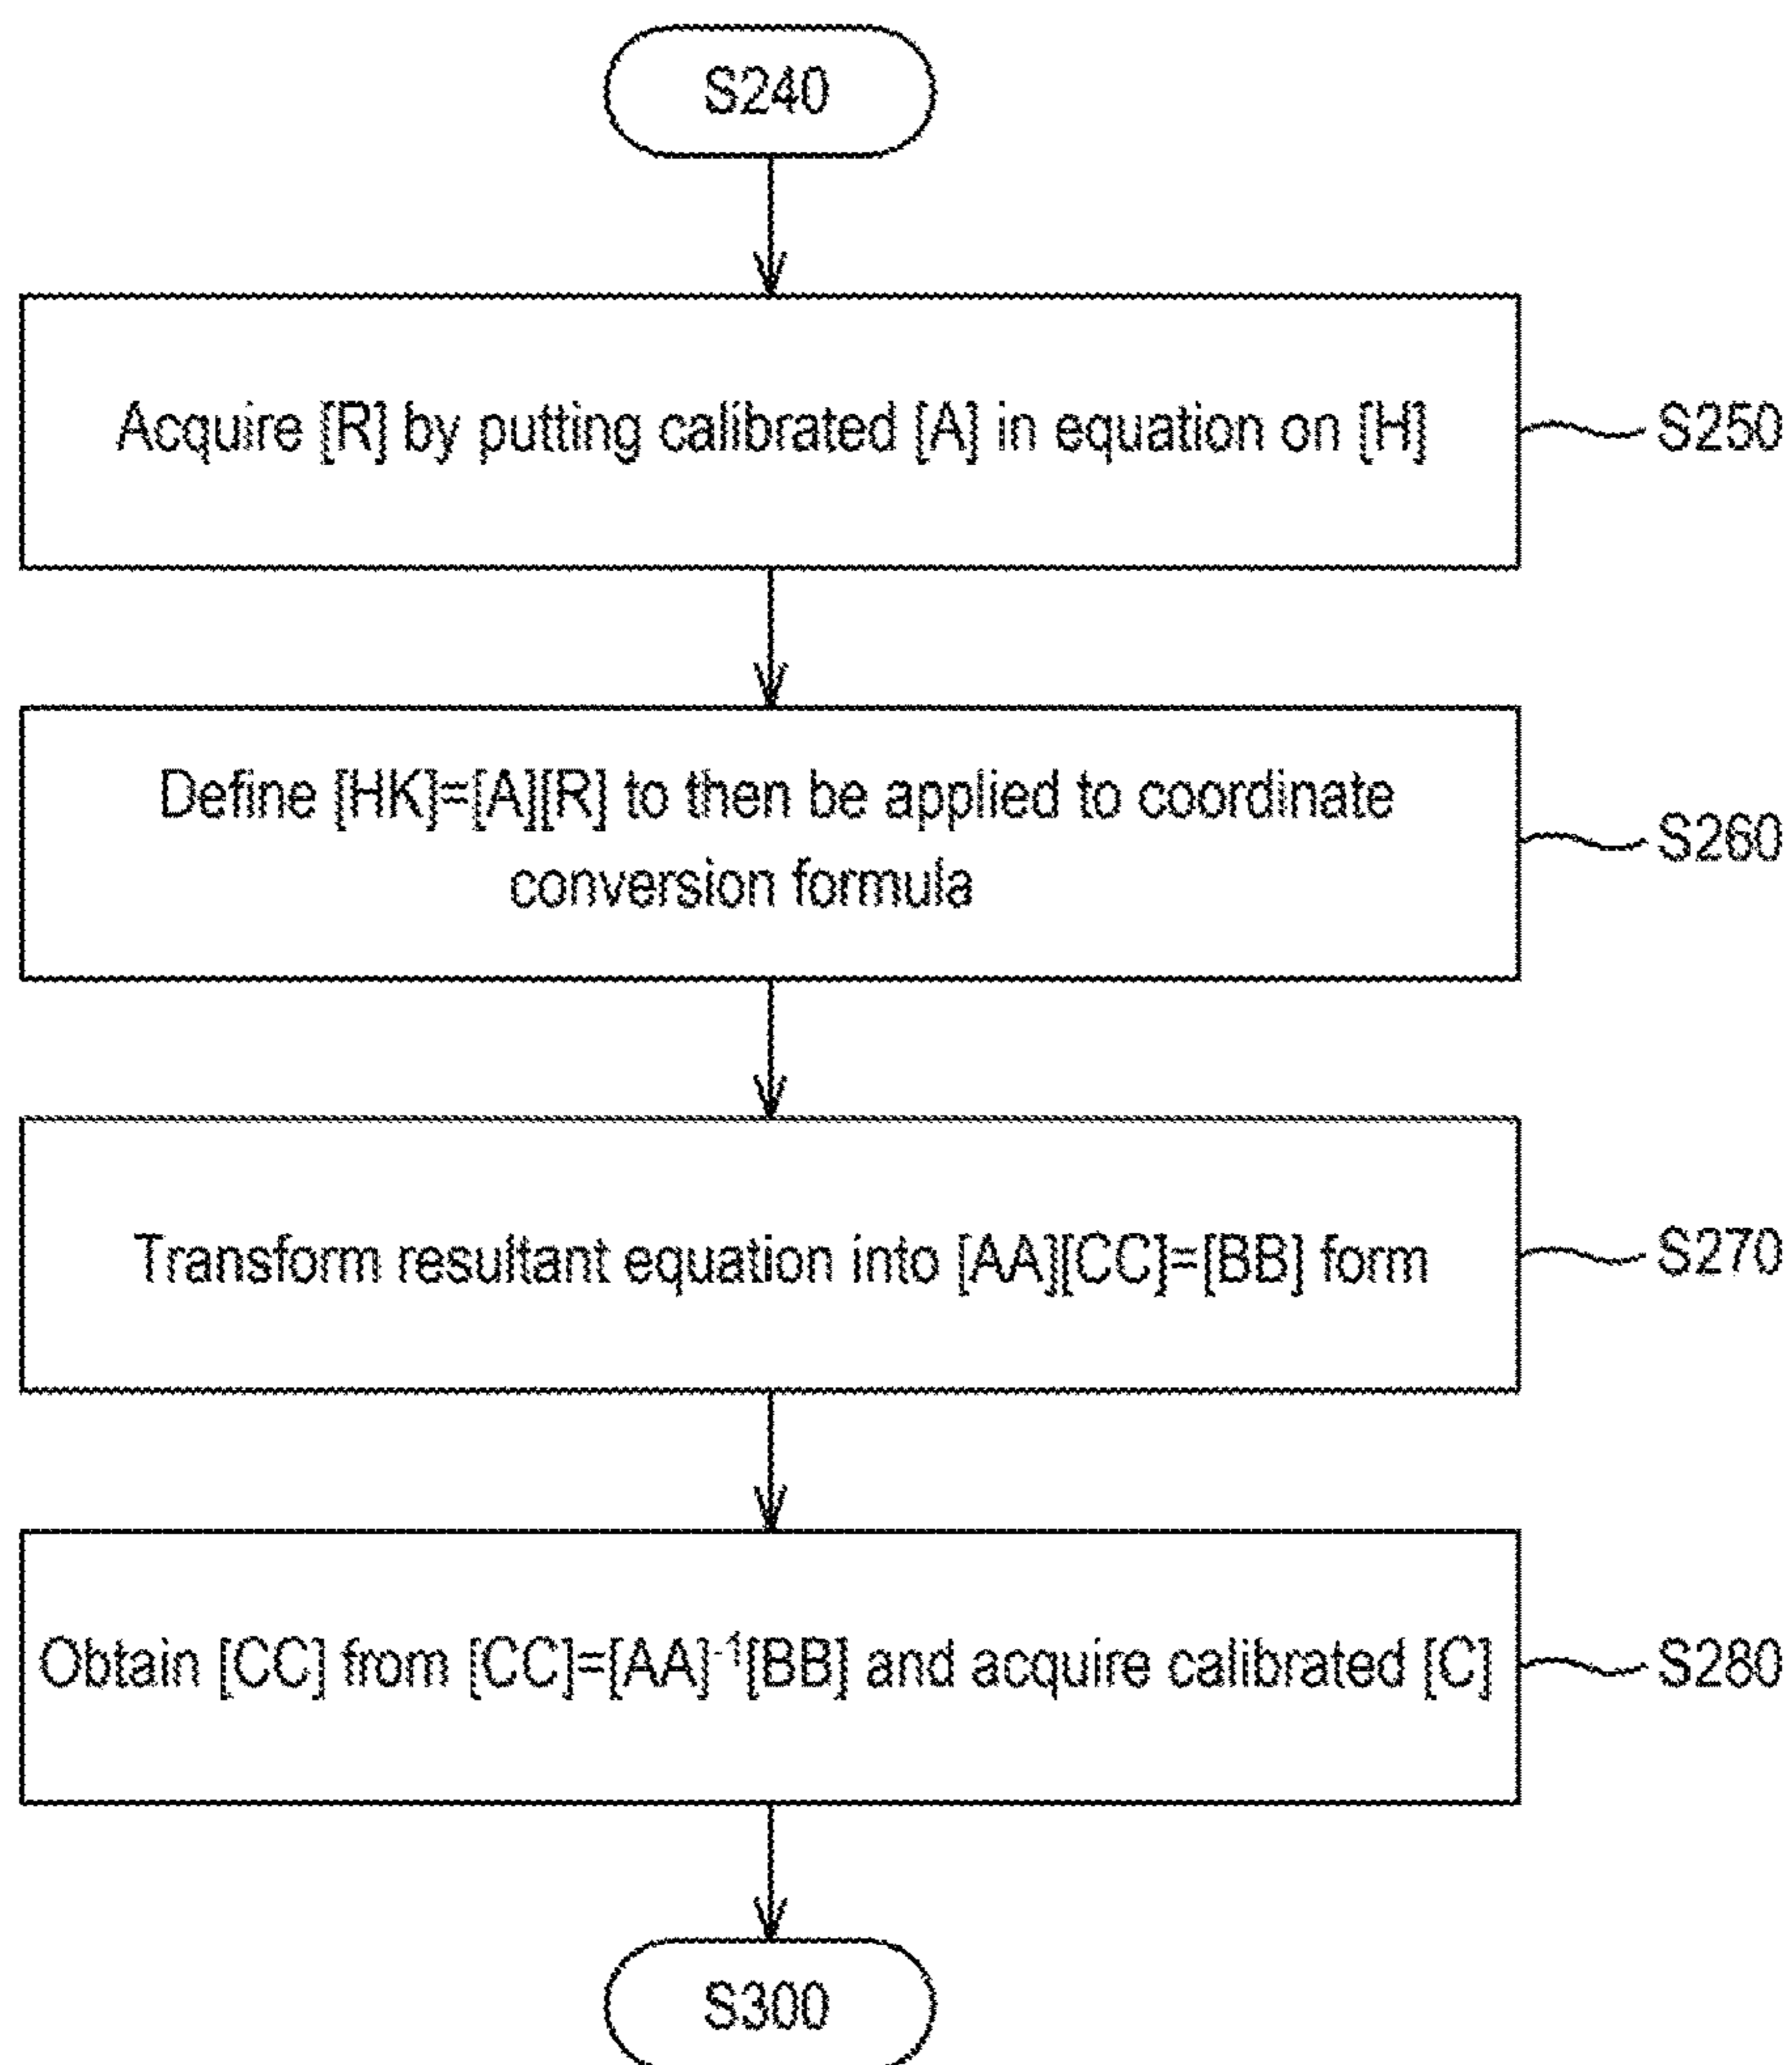 S240
Acquire [R] by putting calibrated [A] in equation on [H]
S250
Define [HK]=[A][R] to then be applied to coordinate
conversion formula
S260
Transform resultant equation into [AA][CC]=[BB] form
S270
Obtain [CC] from [CC]=[AA]⁻¹[BB] and acquire calibrated [C]
S280
S300